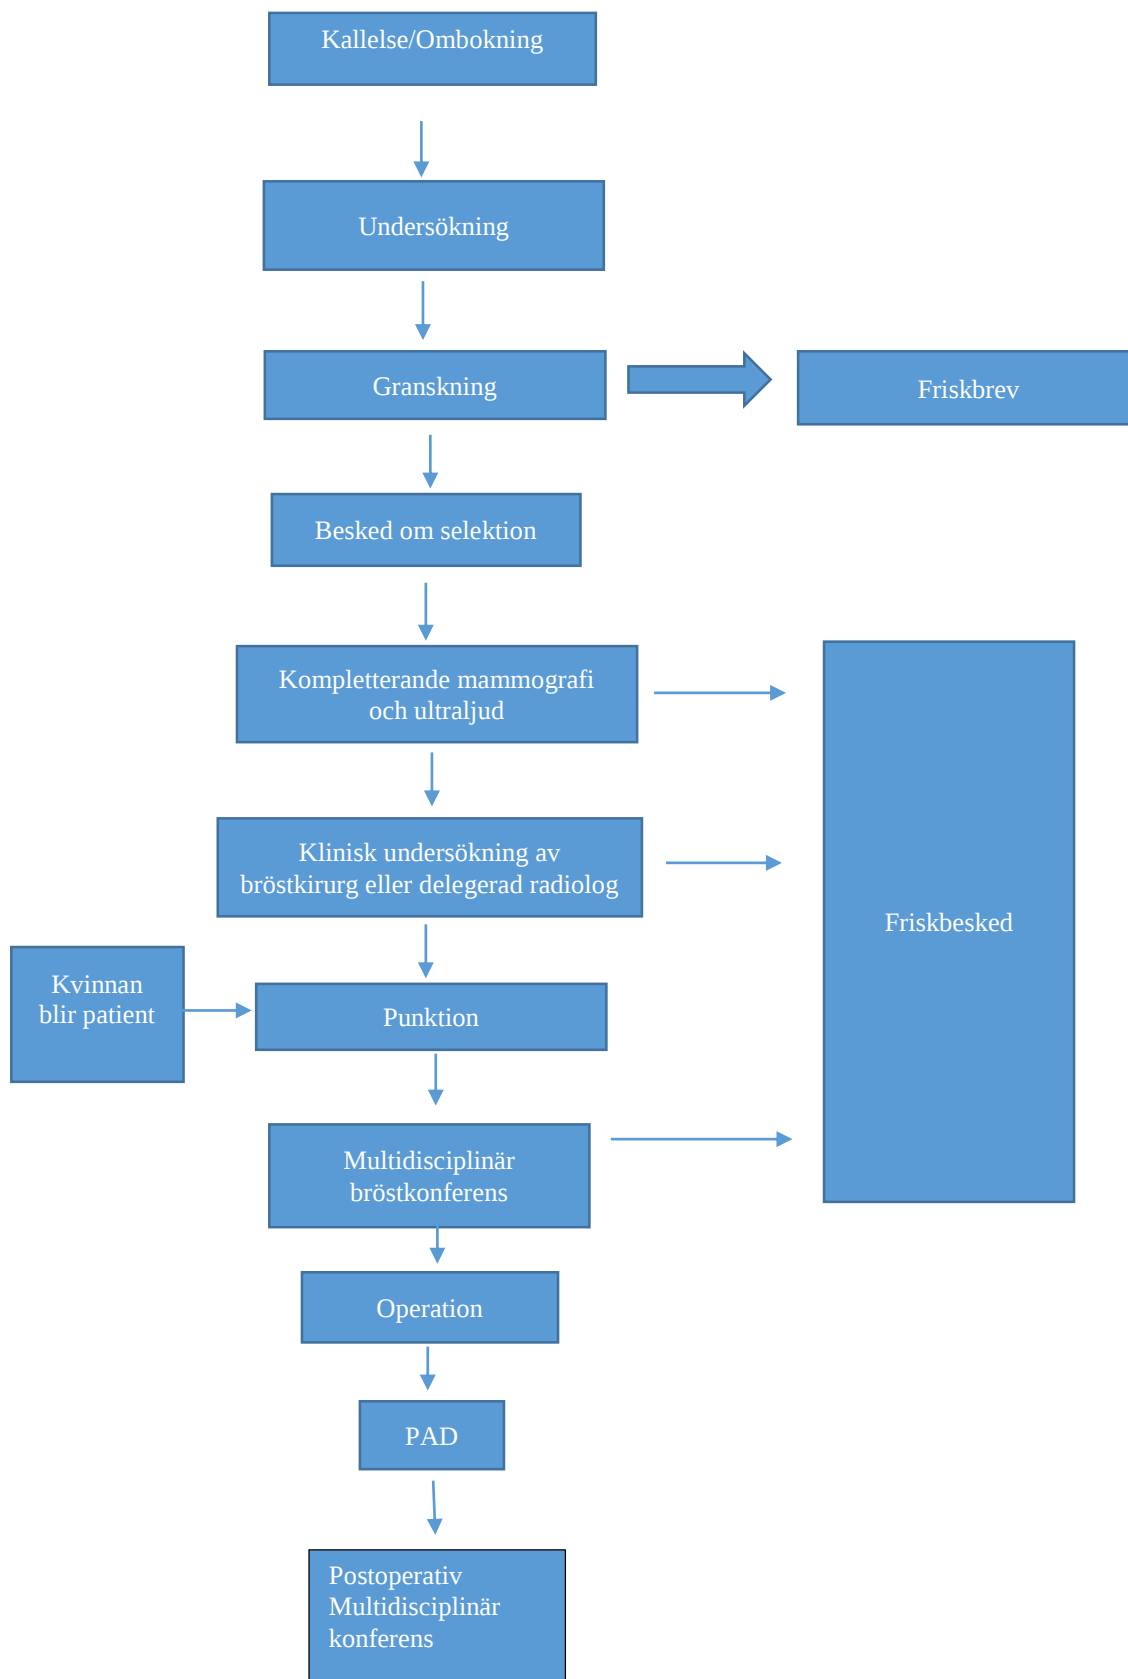 Kallelse/Ombokning
Undersökning
Granskning
Friskbrev
Besked om selektion
Kompletterande mammografi
och ultraljud
Klinisk undersökning av
bröstkirurg eller delegerad radiolog
Friskbesked
Kvinnan
blir patient
Punktion
Multidisciplinär
bröstkonferens
Operation
PAD
Postoperativ
Multidisciplinär
konferens